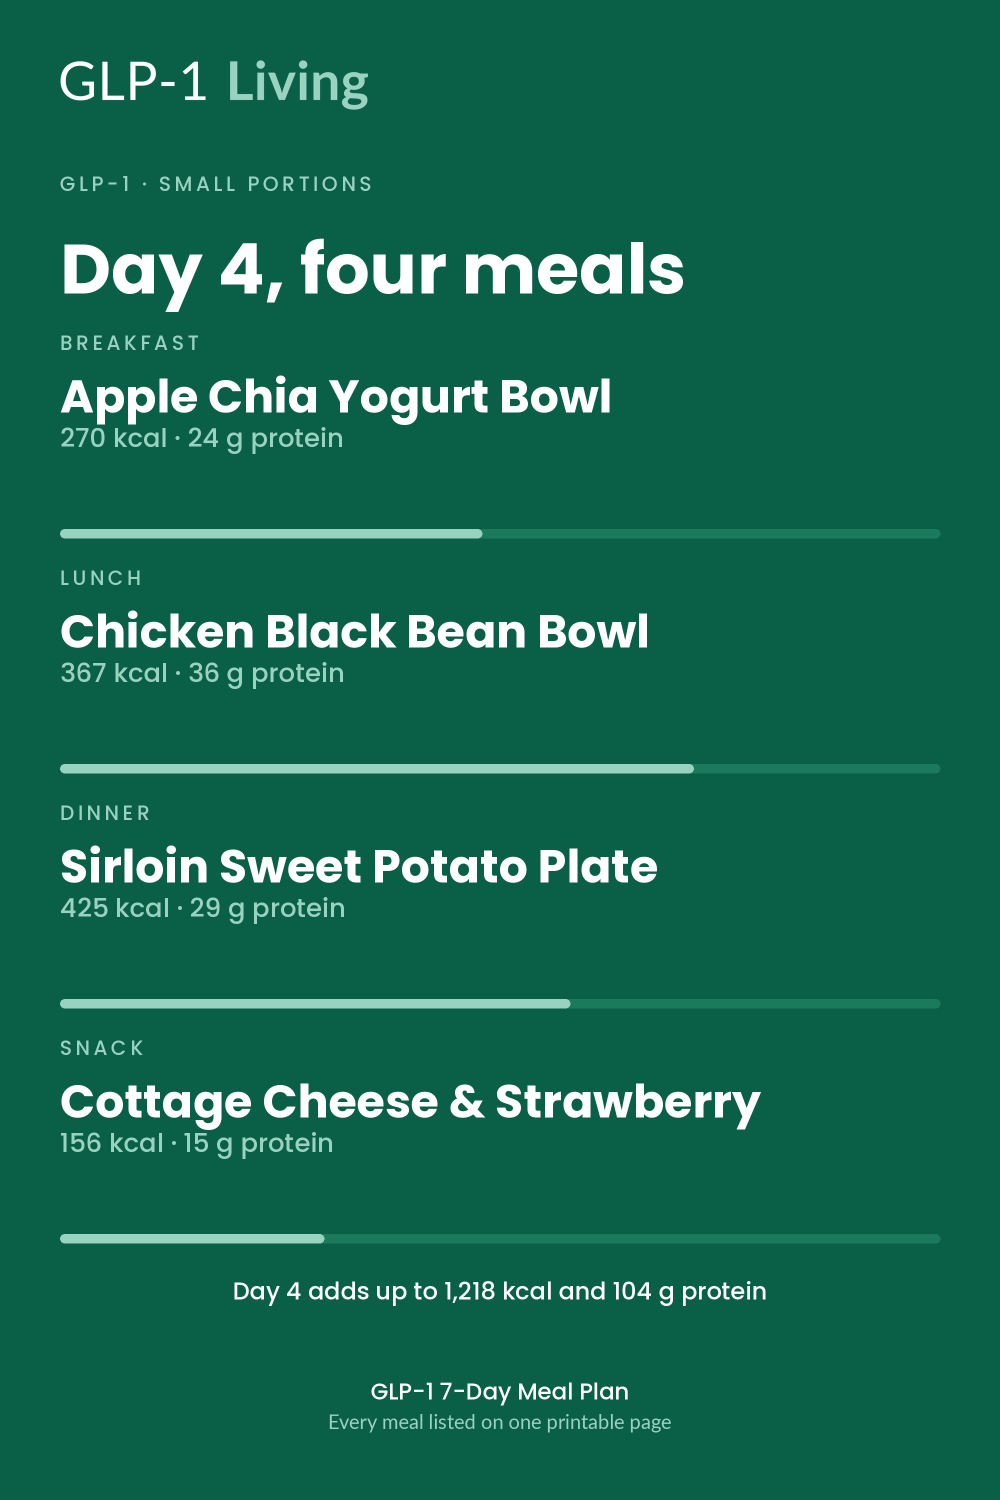 GLP-1 Living
GLP-1 · SMALL PORTIONS
Day 4, four meals
BREAKFAST
Apple Chia Yogurt Bowl
270 kcal · 24 g protein
LUNCH
Chicken Black Bean Bowl
367 kcal · 36 g protein
DINNER
Sirloin Sweet Potato Plate
425 kcal · 29 g protein
SNACK
Cottage Cheese & Strawberry
156 kcal · 15 g protein
Day 4 adds up to 1,218 kcal and 104 g protein
GLP-1 7-Day Meal Plan
Every meal listed on one printable page